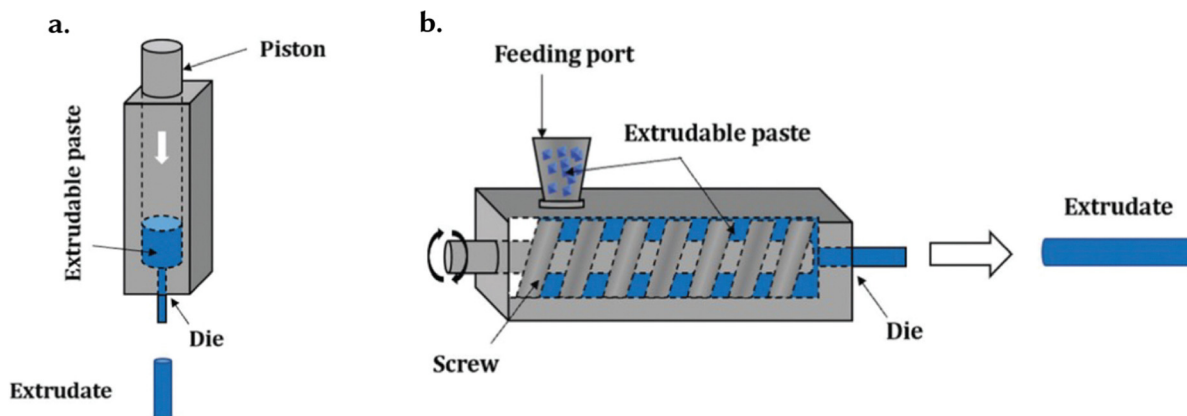 a.
Piston
Extrudable paste
Die
Extrudate
b.
Feeding port
Extrudable paste
Extrudate
Die
Screw